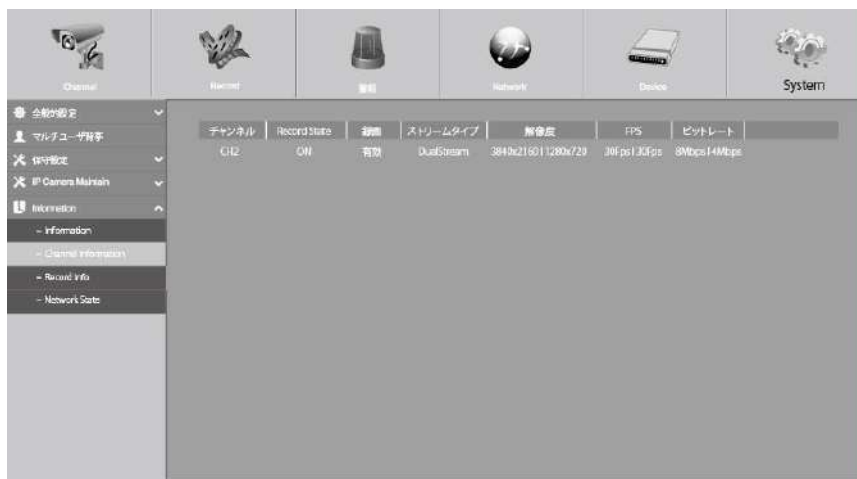 Channel
Record
警報
Network
Device
System
全般的設定
マルチユーザ等
保守設定
IP Camera Maintain
Information
– Information
– Channel Information
– Record Info
– Network State
チャンネル Record State 録画 ストリームタイプ 解像度 FPS ビットレート
CH2 ON 有効 DualStream 3840x2160 | 1280x720 30Fps | 30Fps 8Mbps | 4Mbps